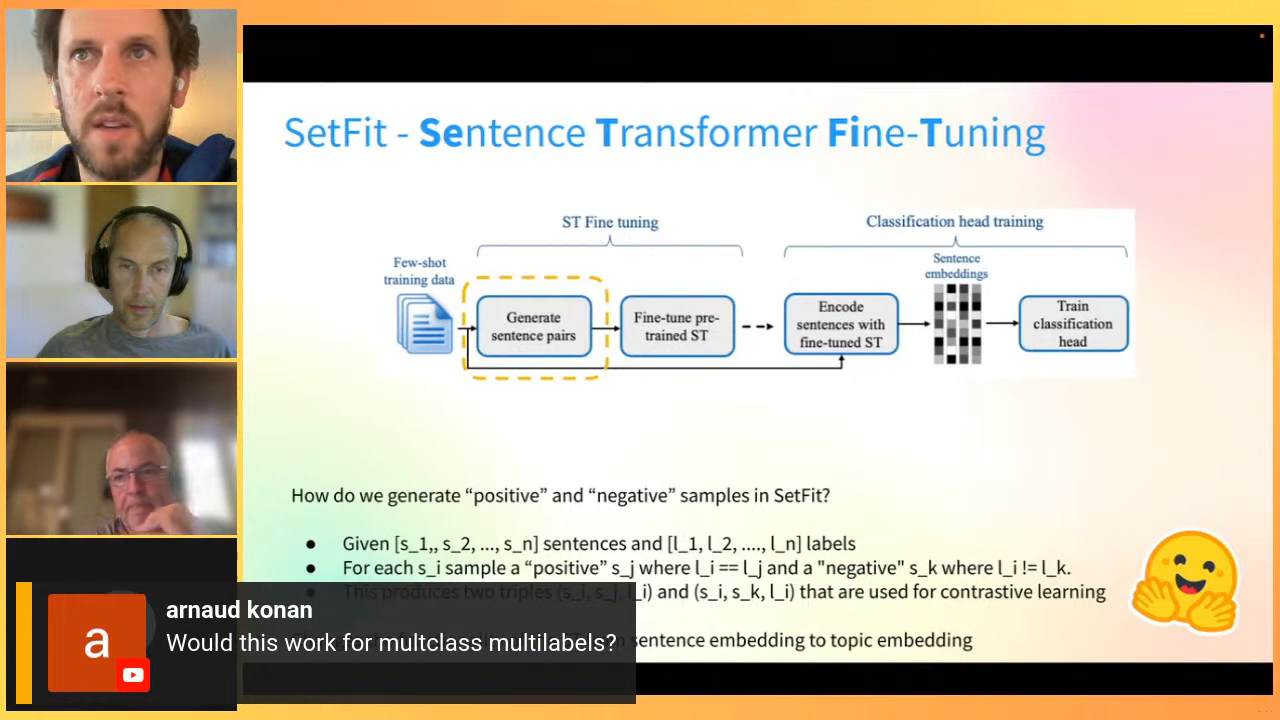 SetFit - Sentence Transformer Fine-Tuning
ST Fine tuning
Classification head training
Few-shot
training data
Generate
sentence pairs
Fine-tune pre-
trained ST
Encode
sentences with
fine-tuned ST
Sentence
embeddings
Train
classification
head
How do we generate “positive” and “negative” samples in SetFit?
● Given [s_1,, s_2, ..., s_n] sentences and [l_1, l_2, ...., l_n] labels
● For each s_i sample a “positive” s_j where l_i == l_j and a "negative" s_k where l_i != l_k.
● This produces two triples (s_i, s_j, l_i) and (s_i, s_k, l_i) that are used for contrastive learning
sentence embedding to topic embedding
a
arnaud konan
Would this work for multclass multilabels?